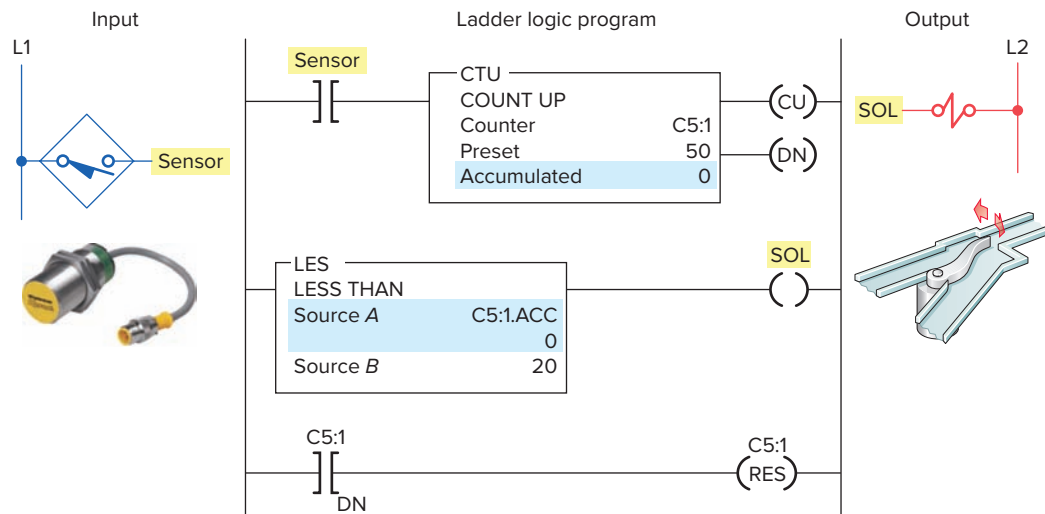 Input
Ladder logic program
Output
L1
L2
Sensor
CTU
COUNT UP
Counter C5:1
Preset 50
Accumulated 0
CU
DN
SOL
Sensor
LES
LESS THAN
Source A C5:1.ACC
0
Source B 20
SOL
C5:1
DN
C5:1
RES